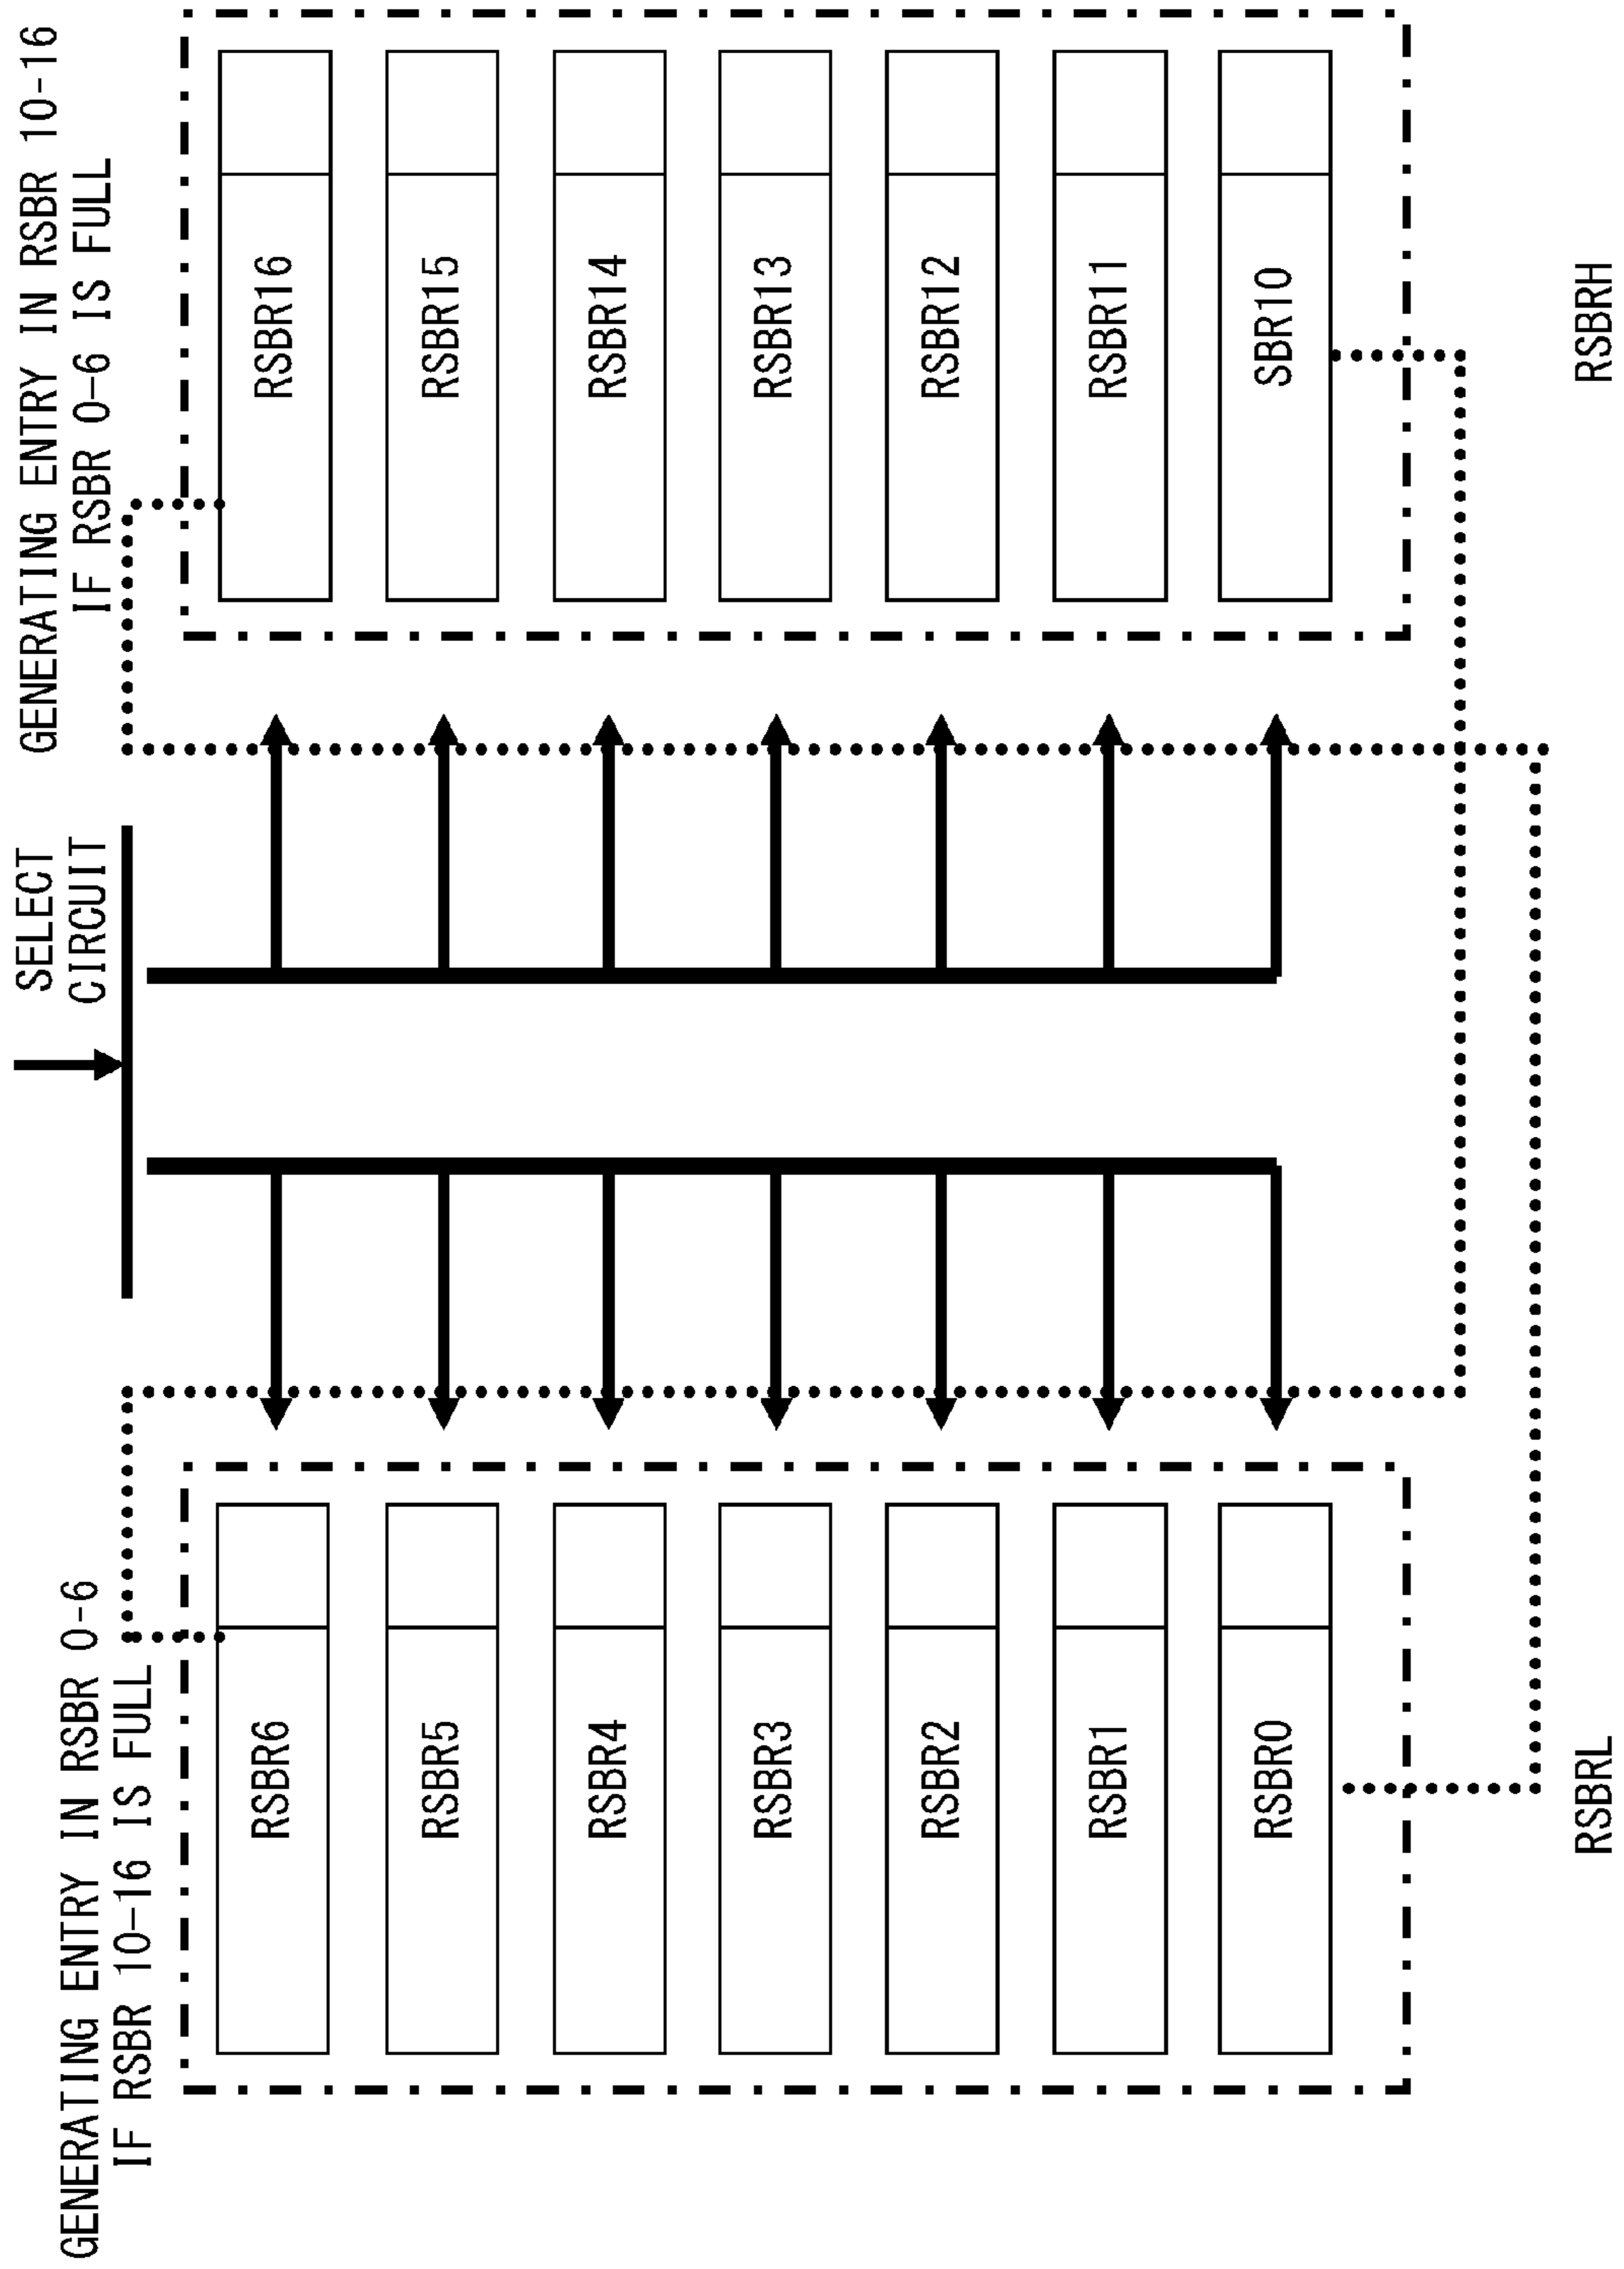 GENERATING ENTRY IN RSBR 0-6
IF RSBR 10-16 IS FULL
SELECT
CIRCUIT
GENERATING ENTRY IN RSBR 10-16
IF RSBR 0-6 IS FULL
RSBR6
RSBR5
RSBR4
RSBR3
RSBR2
RSBR1
RSBR0
RSBR16
RSBR15
RSBR14
RSBR13
RSBR12
RSBR11
SBR10
RSBRL
RSBRH